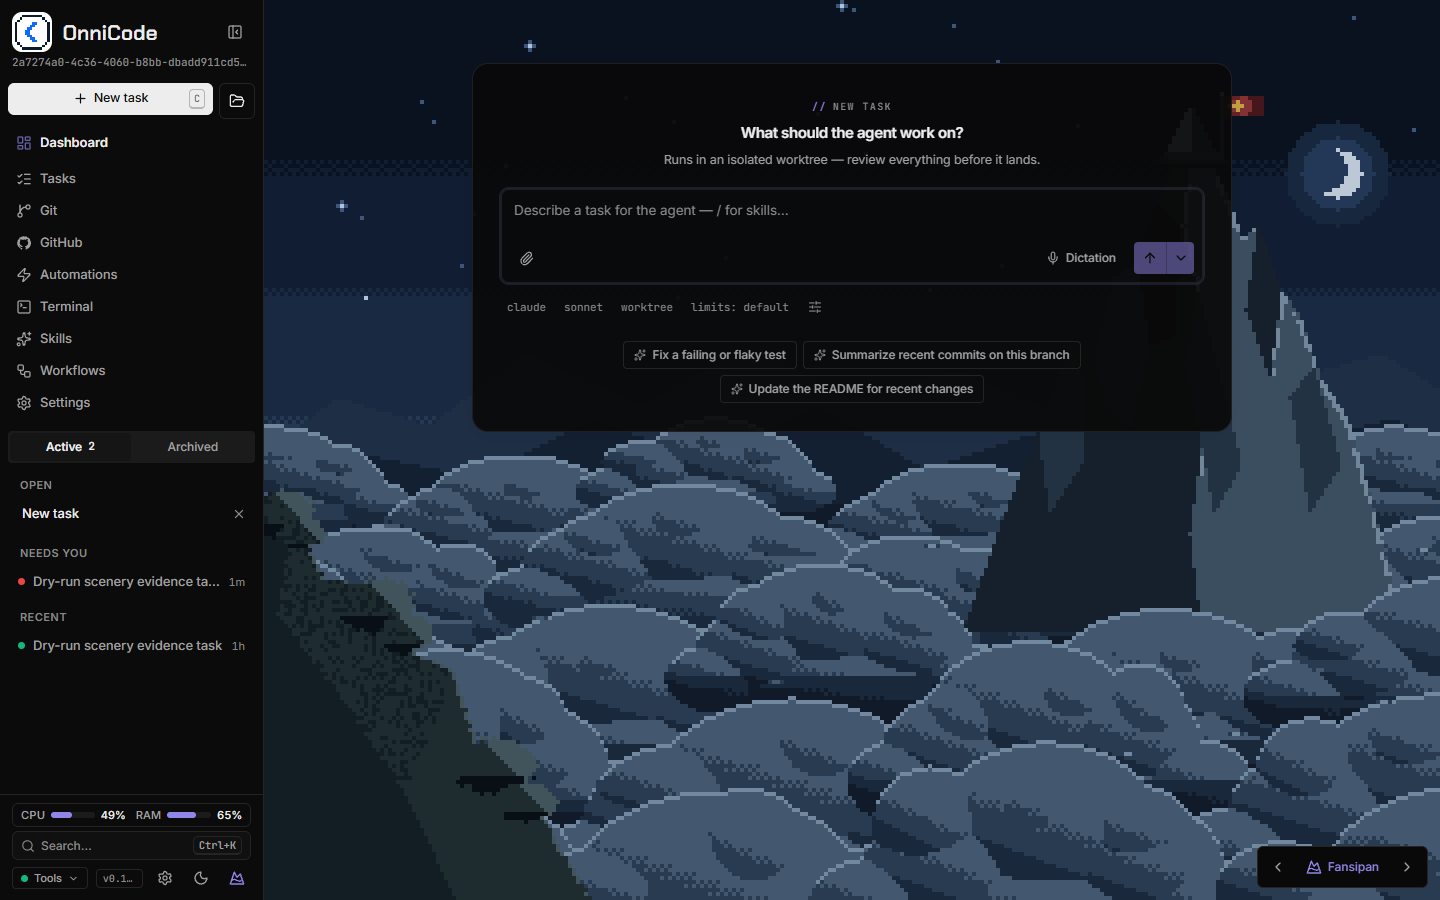 OnniCode
2a7274a0-4c36-4060-b8bb-dbadd911cd5…
New task C
Dashboard
Tasks
Git
GitHub
Automations
Terminal
Skills
Workflows
Settings
Active 2 Archived
OPEN
New task
NEEDS YOU
Dry-run scenery evidence ta… 1m
RECENT
Dry-run scenery evidence task 1h
CPU 49% RAM 65%
Search... Ctrl+K
Tools v0.1…
// NEW TASK
What should the agent work on?
Runs in an isolated worktree — review everything before it lands.
Describe a task for the agent — / for skills...
Dictation
claude sonnet worktree limits: default
Fix a failing or flaky test Summarize recent commits on this branch
Update the README for recent changes
Fansipan